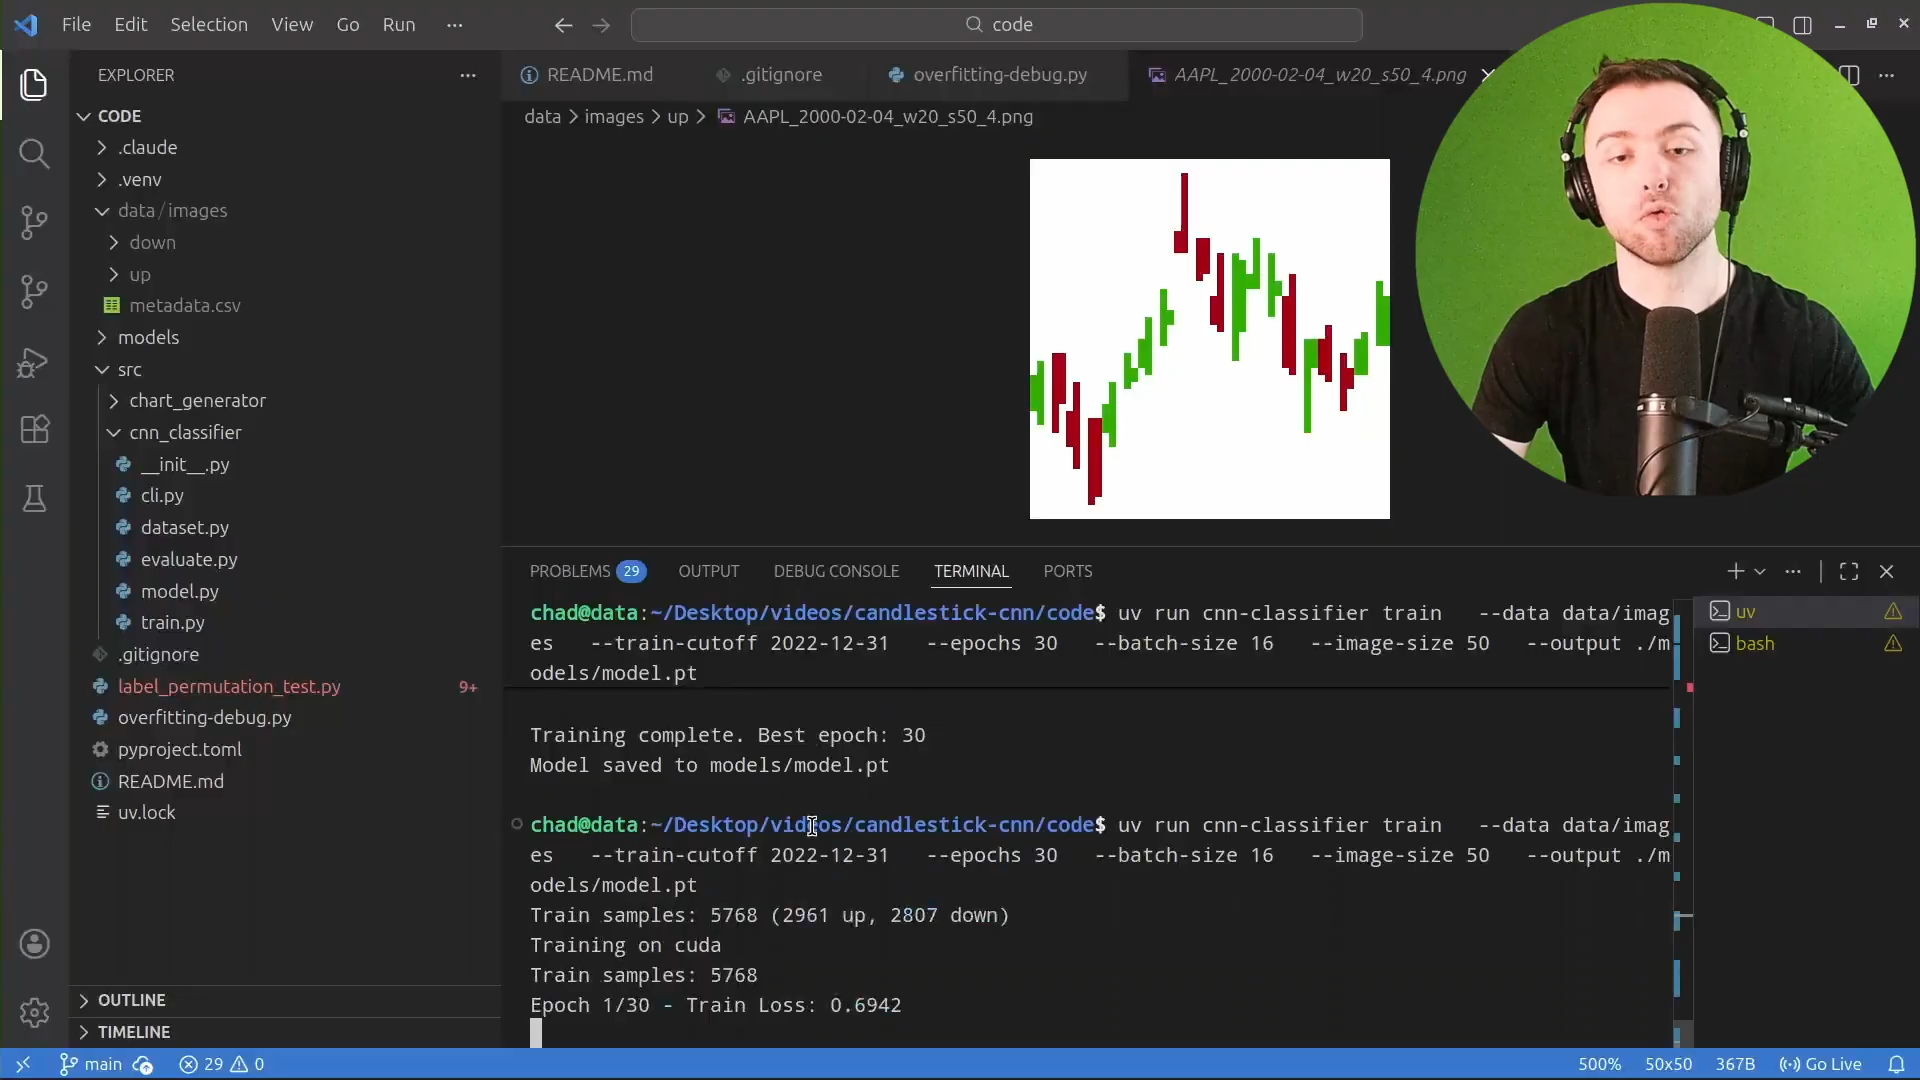 File Edit Selection View Go Run ··· code
EXPLORER ···
CODE
.claude
.venv
data/images
down
up
metadata.csv
models
src
chart_generator
cnn_classifier
__init__.py
cli.py
dataset.py
evaluate.py
model.py
train.py
.gitignore
label_permutation_test.py 9+
overfitting-debug.py
pyproject.toml
README.md
uv.lock
OUTLINE
TIMELINE
README.md .gitignore overfitting-debug.py AAPL_2000-02-04_w20_s50_4.png
data > images > up > AAPL_2000-02-04_w20_s50_4.png
PROBLEMS 29 OUTPUT DEBUG CONSOLE TERMINAL PORTS
chad@data:~/Desktop/videos/candlestick-cnn/code$ uv run cnn-classifier train --data data/imag
es --train-cutoff 2022-12-31 --epochs 30 --batch-size 16 --image-size 50 --output ./m
odels/model.pt
Training complete. Best epoch: 30
Model saved to models/model.pt
chad@data:~/Desktop/videos/candlestick-cnn/code$ uv run cnn-classifier train --data data/imag
es --train-cutoff 2022-12-31 --epochs 30 --batch-size 16 --image-size 50 --output ./m
odels/model.pt
Train samples: 5768 (2961 up, 2807 down)
Training on cuda
Train samples: 5768
Epoch 1/30 - Train Loss: 0.6942
uv
bash
main 29 0 500% 50x50 367B Go Live